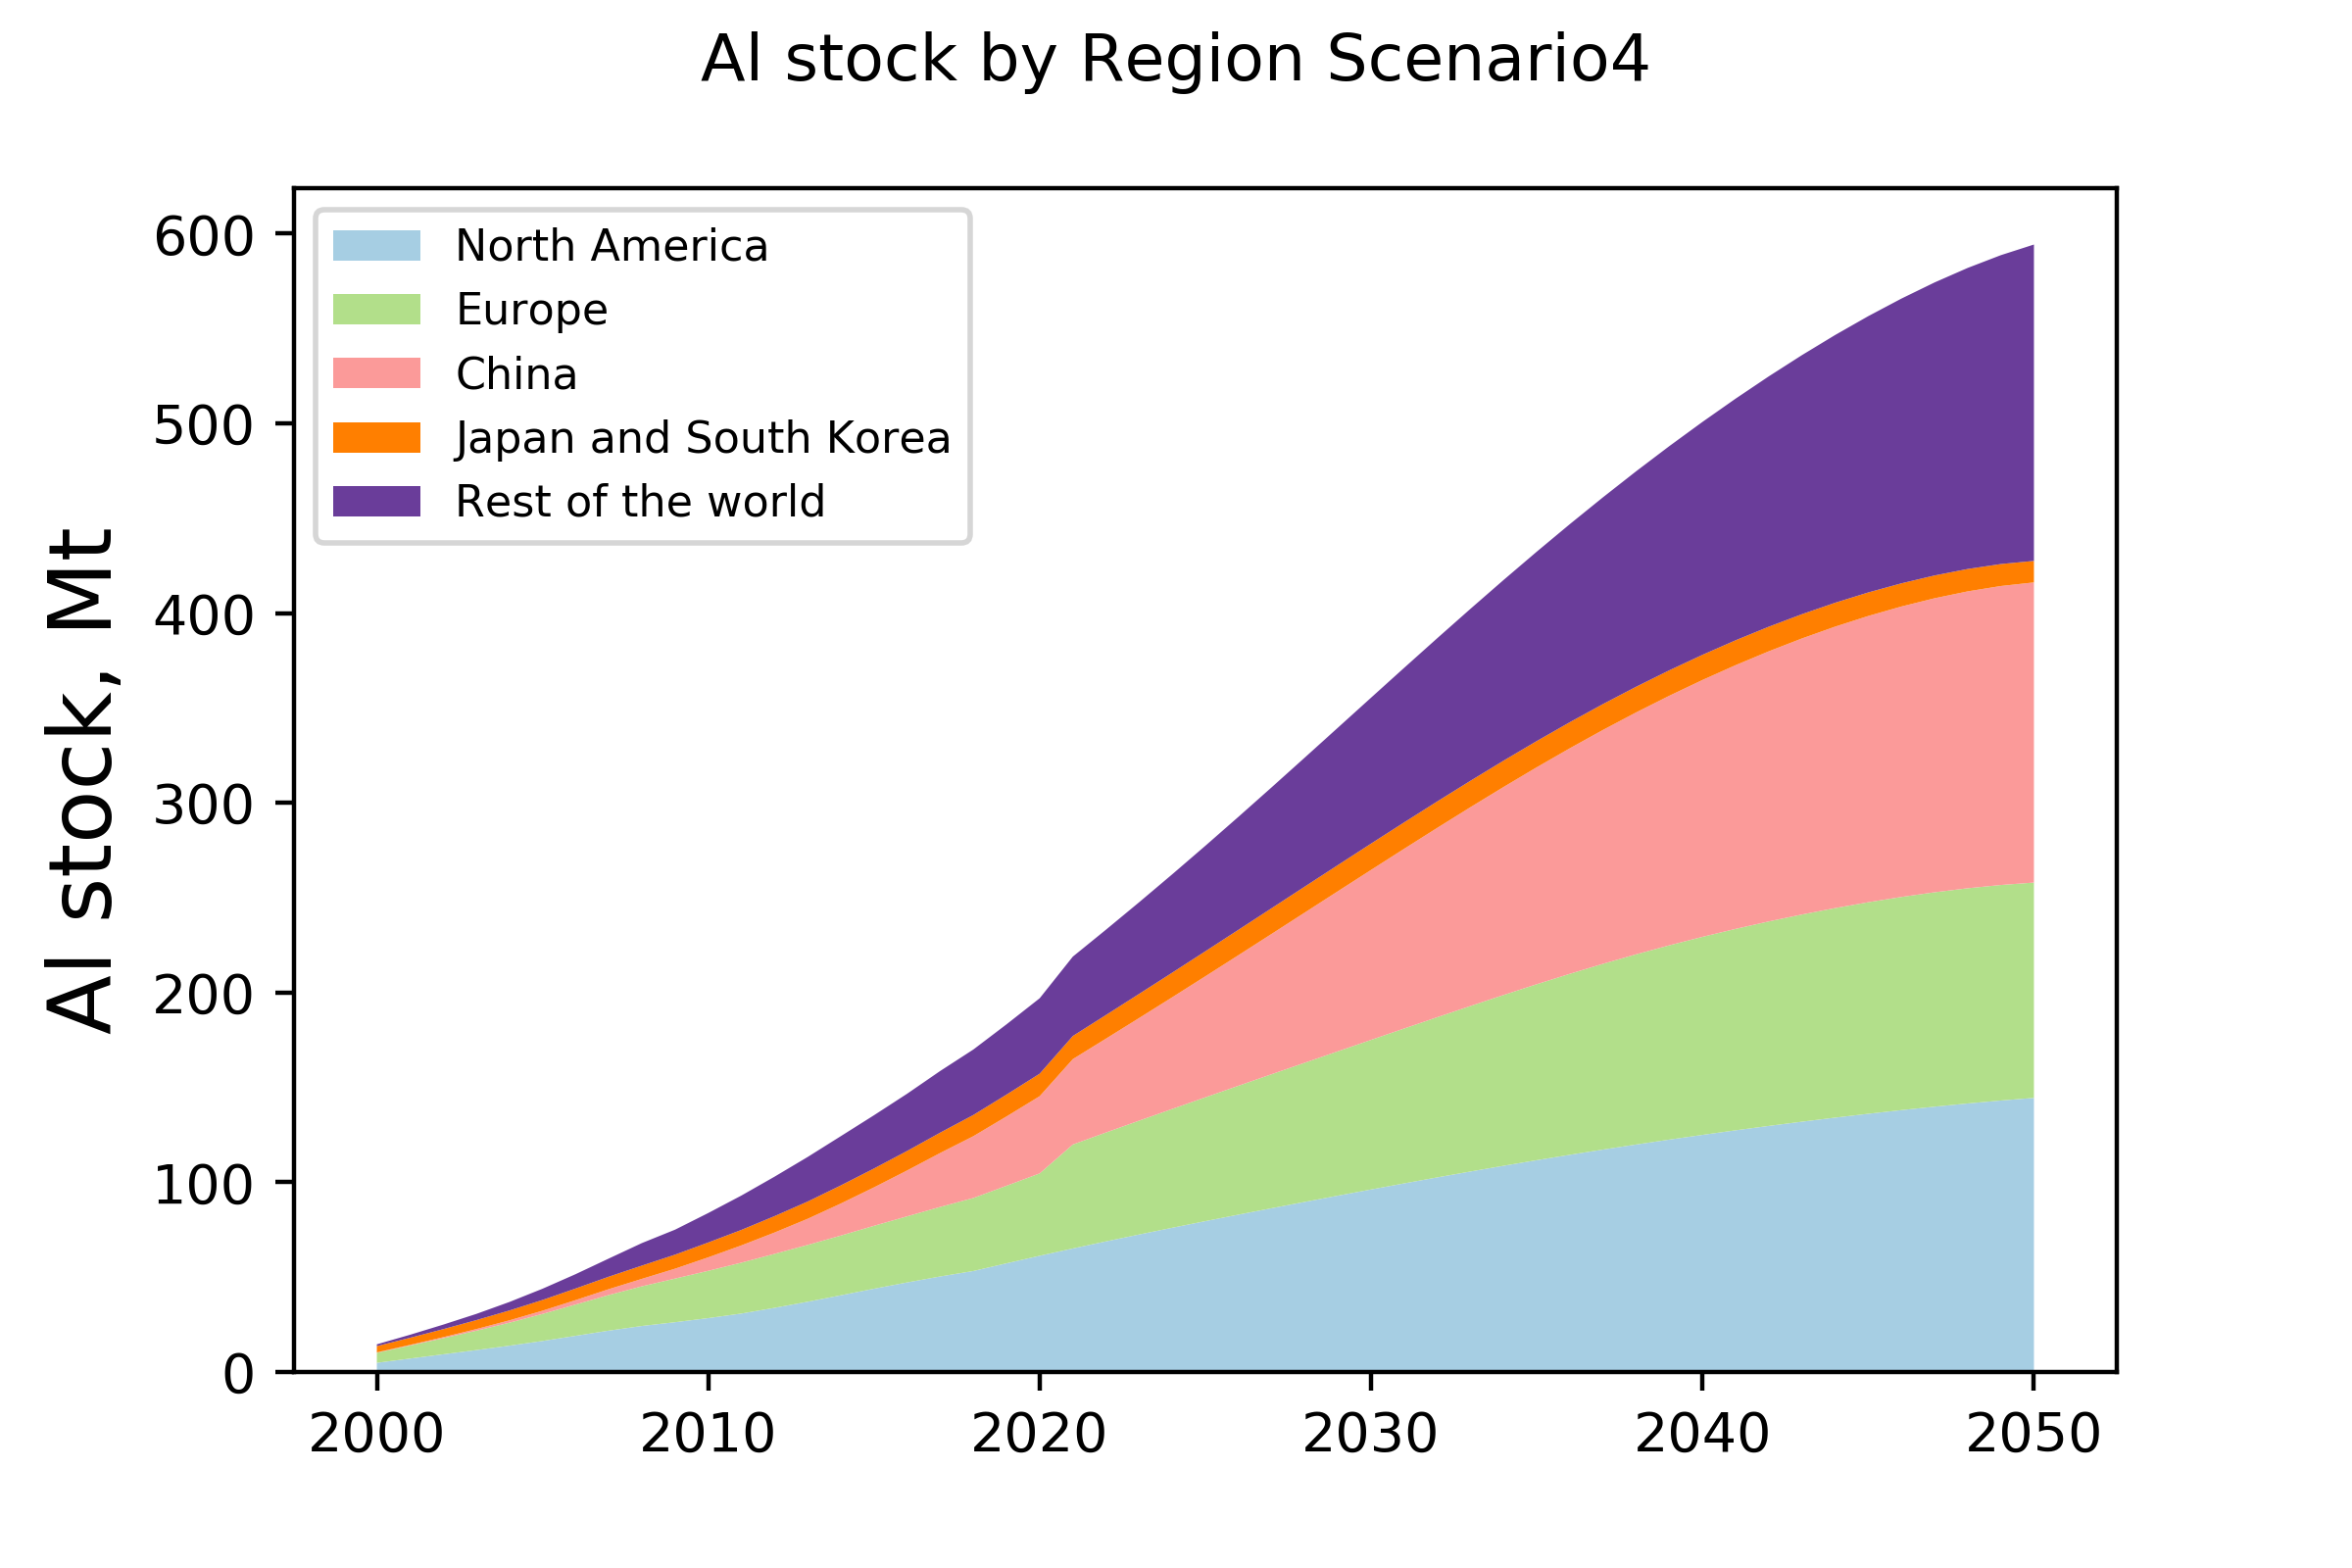 Al stock by Region Scenario4
Al stock, Mt
600
500
400
300
200
100
0
North America
Europe
China
Japan and South Korea
Rest of the world
2000 2010 2020 2030 2040 2050